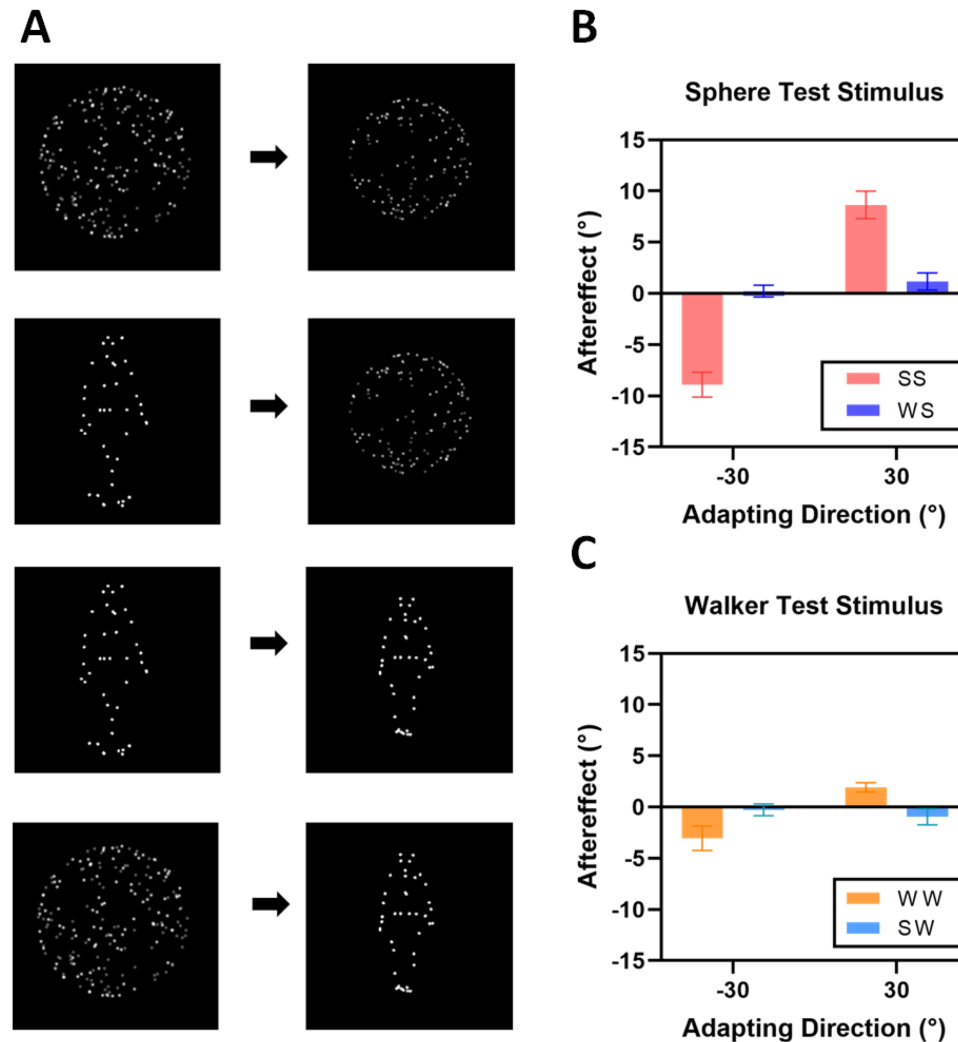 A
B
Sphere Test Stimulus
15
10
5
0
-5
-10
-15
Aftereffect (°)
SS
WS
-30
30
Adapting Direction (°)
C
Walker Test Stimulus
15
10
5
0
-5
-10
-15
Aftereffect (°)
WW
SW
-30
30
Adapting Direction (°)